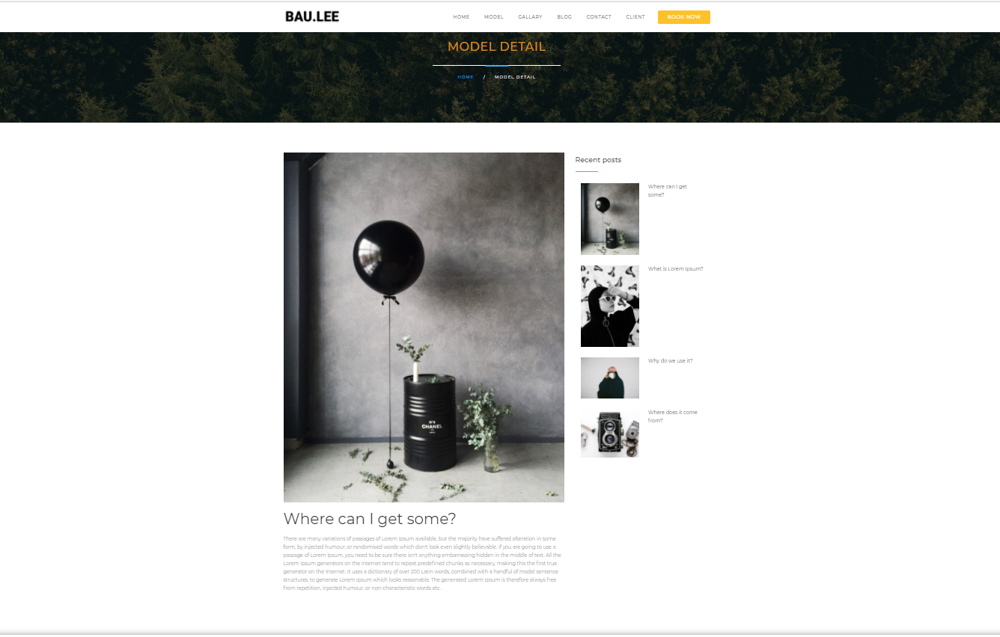 BAU.LEE
HOME MODEL GALLARY BLOG CONTACT CLIENT BOOK NOW
MODEL DETAIL
HOME / MODEL DETAIL
Recent posts
Where can I get
some?
What is Lorem Ipsum?
Why do we use it?
Where does it come
from?
N°5
CHANEL
Where can I get some?
There are many variations of passages of Lorem Ipsum available, but the majority have suffered alteration in some
form, by injected humour, or randomised words which don't look even slightly believable. If you are going to use a
passage of Lorem Ipsum, you need to be sure there isn't anything embarrassing hidden in the middle of text. All the
Lorem Ipsum generators on the Internet tend to repeat predefined chunks as necessary, making this the first true
generator on the Internet. It uses a dictionary of over 200 Latin words, combined with a handful of model sentence
structures, to generate Lorem Ipsum which looks reasonable. The generated Lorem Ipsum is therefore always free
from repetition, injected humour, or non-characteristic words etc.